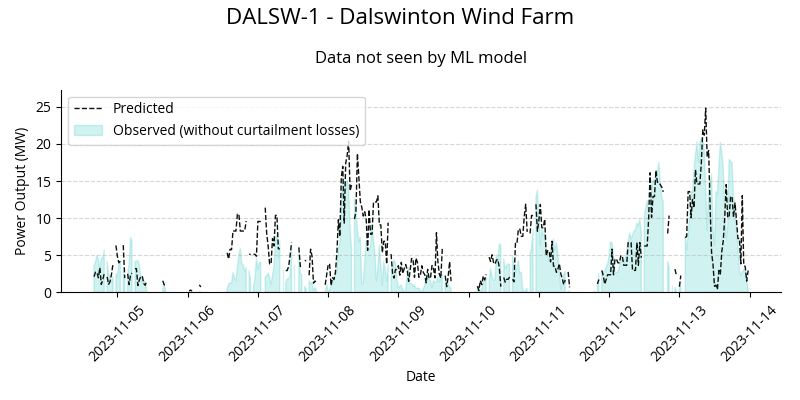 DALSW-1 - Dalswinton Wind Farm
Data not seen by ML model
Predicted
Observed (without curtailment losses)
Power Output (MW)
25
20
15
10
5
0
2023-11-05
2023-11-06
2023-11-07
2023-11-08
2023-11-09
2023-11-10
2023-11-11
2023-11-12
2023-11-13
2023-11-14
Date